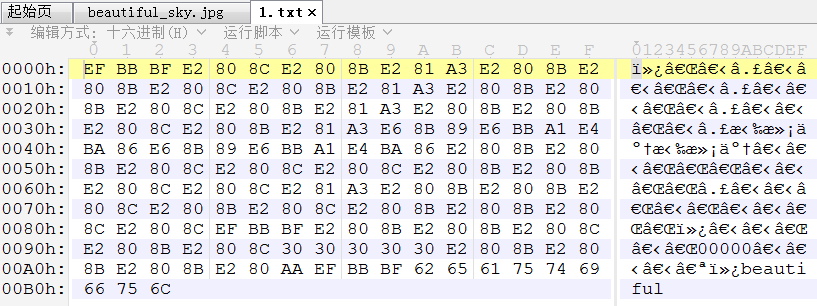 起始页 beautiful_sky.jpg 1.txt ×
编辑方式: 十六进制(H) 运行脚本 运行模板
0 1 2 3 4 5 6 7 8 9 A B C D E F 0123456789ABCDEF
0000h: EF BB BF E2 80 8C E2 80 8B E2 81 A3 E2 80 8B E2 ï»¿â€Œâ€‹â.£â€‹â
0010h: 80 8B E2 80 8C E2 80 8B E2 81 A3 E2 80 8B E2 80 €‹â€Œâ€‹â.£â€‹â€
0020h: 8B E2 80 8C E2 80 8B E2 81 A3 E2 80 8B E2 80 8B ‹â€Œâ€‹â.£â€‹â€‹
0030h: E2 80 8C E2 80 8B E2 81 A3 E6 8B 89 E6 BB A1 E4 â€Œâ€‹â.£æ‹‰æ»¡ä
0040h: BA 86 E6 8B 89 E6 BB A1 E4 BA 86 E2 80 8B E2 80 º†æ‹‰æ»¡äº†â€‹â€
0050h: 8B E2 80 8C E2 80 8B E2 80 8C E2 80 8B E2 80 8B ‹â€Œâ€‹â€Œâ€‹â€‹
0060h: E2 80 8C E2 80 8C E2 81 A3 E2 80 8B E2 80 8B E2 â€Œâ€Œâ.£â€‹â€‹â
0070h: 80 8C E2 80 8B E2 80 8C E2 80 8B E2 80 8B E2 80 €Œâ€‹â€Œâ€‹â€‹â€
0080h: 8C E2 80 8C EF BB BF E2 80 8B E2 80 8B E2 80 8C Œâ€Œï»¿â€‹â€‹â€Œ
0090h: E2 80 8B E2 80 8C 30 30 30 30 30 E2 80 8B E2 80 â€‹â€Œ00000â€‹â€
00A0h: 8B E2 80 8B E2 80 AA EF BB BF 62 65 61 75 74 69 ‹â€‹â€ªï»¿beauti
00B0h: 66 75 6C ful